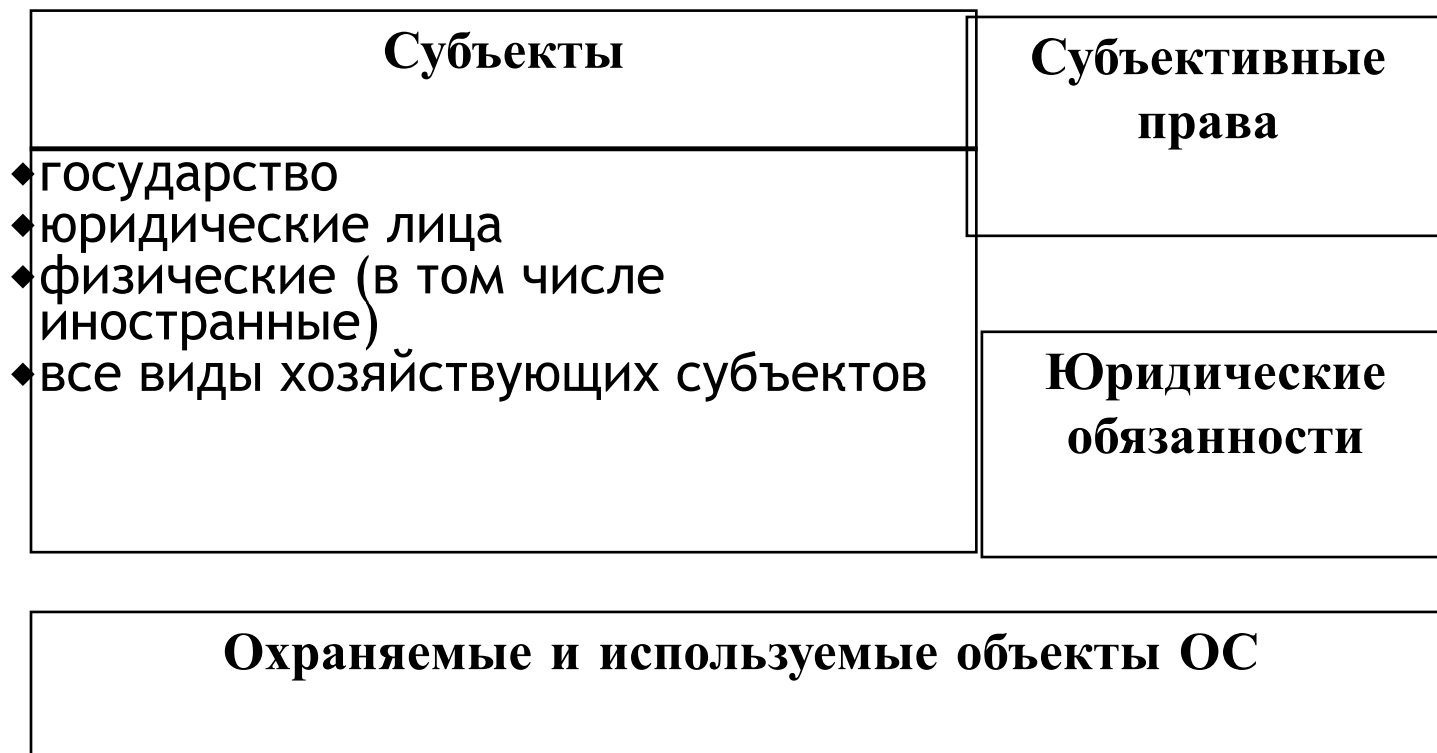 Субъекты
◆государство
◆юридические лица
◆физические (в том числе
иностранные)
◆все виды хозяйствующих субъектов
Субъективные
права
Юридические
обязанности
Охраняемые и используемые объекты ОС